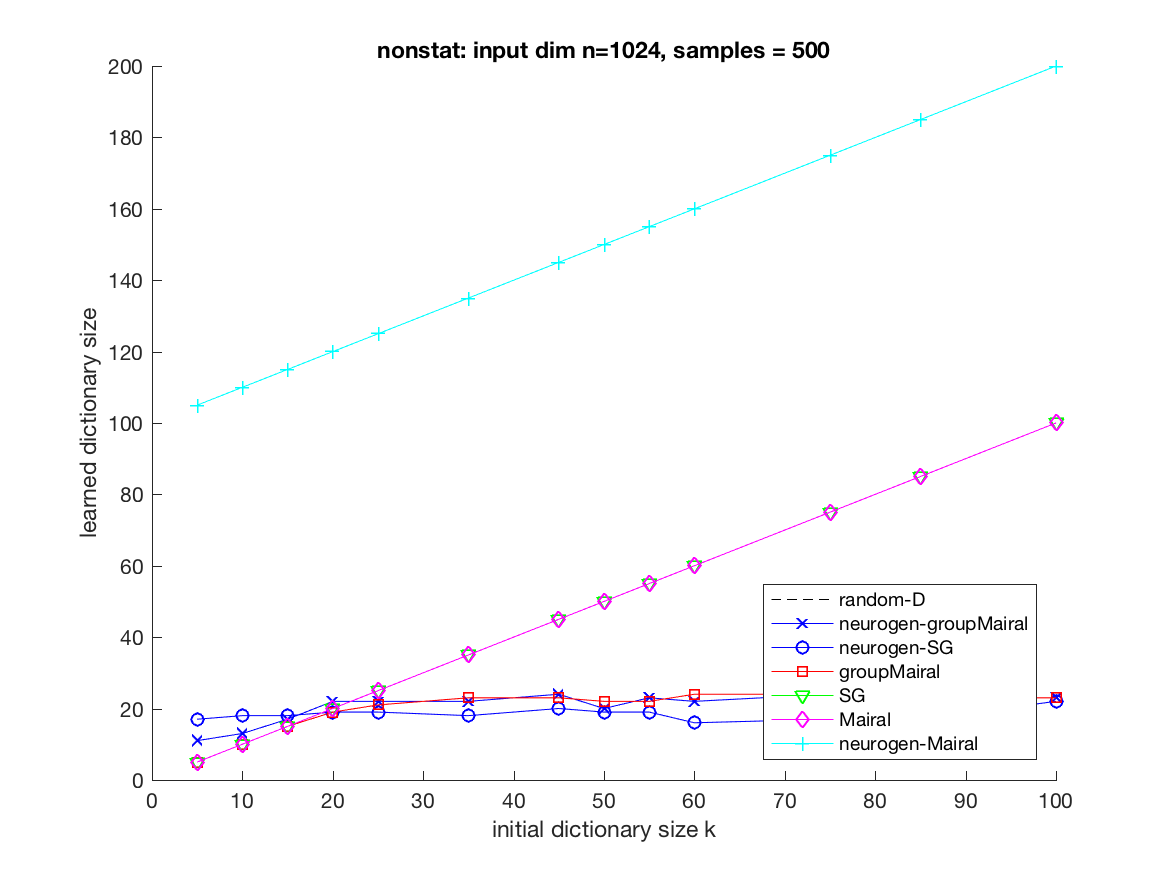 nonstat: input dim n=1024, samples = 500
200
180
160
140
120
100
80
60
40
20
0
learned dictionary size
random-D
neurogen-groupMairal
neurogen-SG
groupMairal
SG
Mairal
neurogen-Mairal
0 10 20 30 40 50 60 70 80 90 100
initial dictionary size k